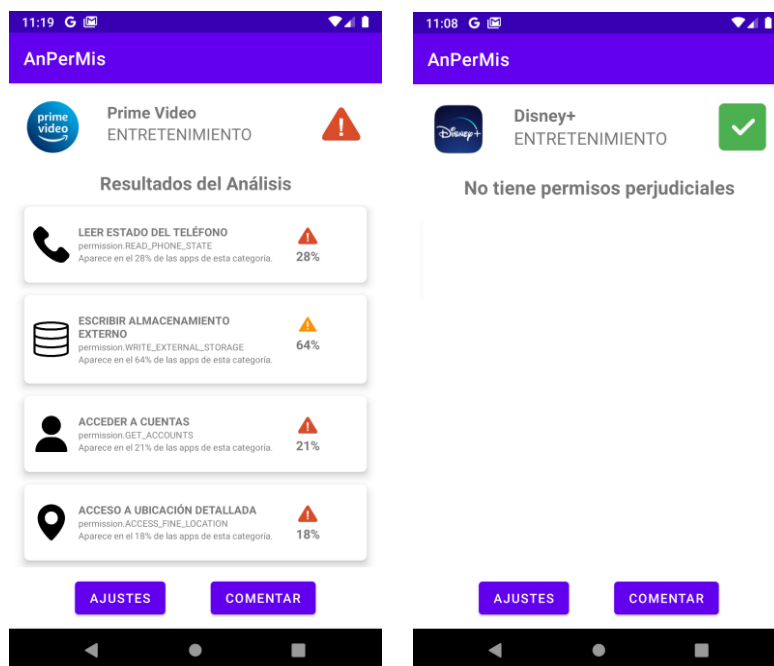 11:19 G
AnPerMis
prime
video
Prime Video
ENTRETENIMIENTO
Resultados del Análisis
LEER ESTADO DEL TELÉFONO
permission.READ_PHONE_STATE
Aparece en el 28% de las apps de esta categoría.
28%
ESCRIBIR ALMACENAMIENTO
EXTERNO
permission.WRITE_EXTERNAL_STORAGE
Aparece en el 64% de las apps de esta categoría.
64%
ACCEDER A CUENTAS
permission.GET_ACCOUNTS
Aparece en el 21% de las apps de esta categoría.
21%
ACCESO A UBICACIÓN DETALLADA
permission.ACCESS_FINE_LOCATION
Aparece en el 18% de las apps de esta categoría.
18%
AJUSTES
COMENTAR
11:08 G
AnPerMis
Disney+
Disney+
ENTRETENIMIENTO
No tiene permisos perjudiciales
AJUSTES
COMENTAR